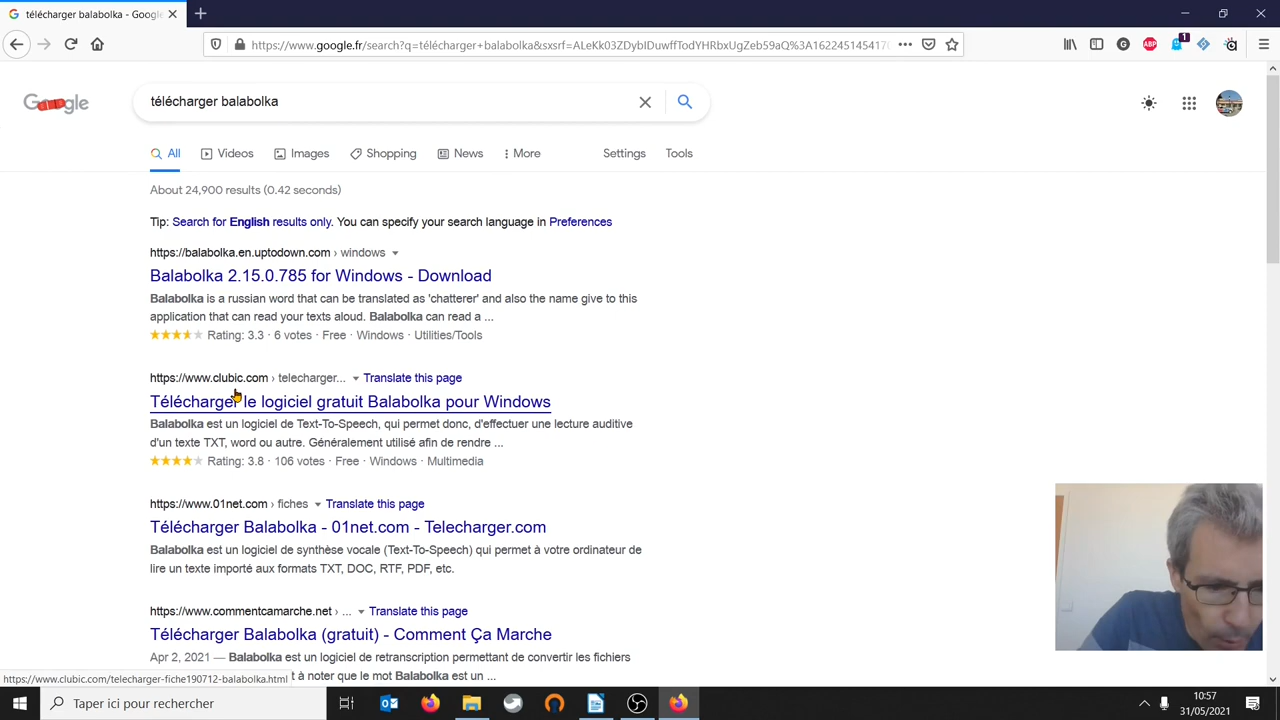 télécharger balabolka - Google
https://www.google.fr/search?q=télécharger+balabolka&sxsrf=ALeKk03ZDybIDuwffTodYHRbxUgZeb59aQ%3A162245145417
ABP
1
Google
télécharger balabolka
All Videos Images Shopping News More Settings Tools
About 24,900 results (0.42 seconds)
Tip: Search for English results only. You can specify your search language in Preferences
https://balabolka.en.uptodown.com › windows
Balabolka 2.15.0.785 for Windows - Download
Balabolka is a russian word that can be translated as 'chatterer' and also the name give to this
application that can read your texts aloud. Balabolka can read a ...
Rating: 3.3 · 6 votes · Free · Windows · Utilities/Tools
https://www.clubic.com › telecharger... Translate this page
Télécharger le logiciel gratuit Balabolka pour Windows
Balabolka est un logiciel de Text-To-Speech, qui permet donc, d'effectuer une lecture auditive
d'un texte TXT, word ou autre. Généralement utilisé afin de rendre ...
Rating: 3.8 · 106 votes · Free · Windows · Multimedia
https://www.01net.com › fiches Translate this page
Télécharger Balabolka - 01net.com - Telecharger.com
Balabolka est un logiciel de synthèse vocale (Text-To-Speech) qui permet à votre ordinateur de
lire un texte importé aux formats TXT, DOC, RTF, PDF, etc.
https://www.commentcamarche.net › ... Translate this page
Télécharger Balabolka (gratuit) - Comment Ça Marche
Apr 2, 2021 — Balabolka est un logiciel de retranscription permettant de convertir les fichiers
t à noter que le mot Balabolka est un ...
https://www.clubic.com/telecharger-fiche190712-balabolka.html
Taper ici pour rechercher
10:57
31/05/2021